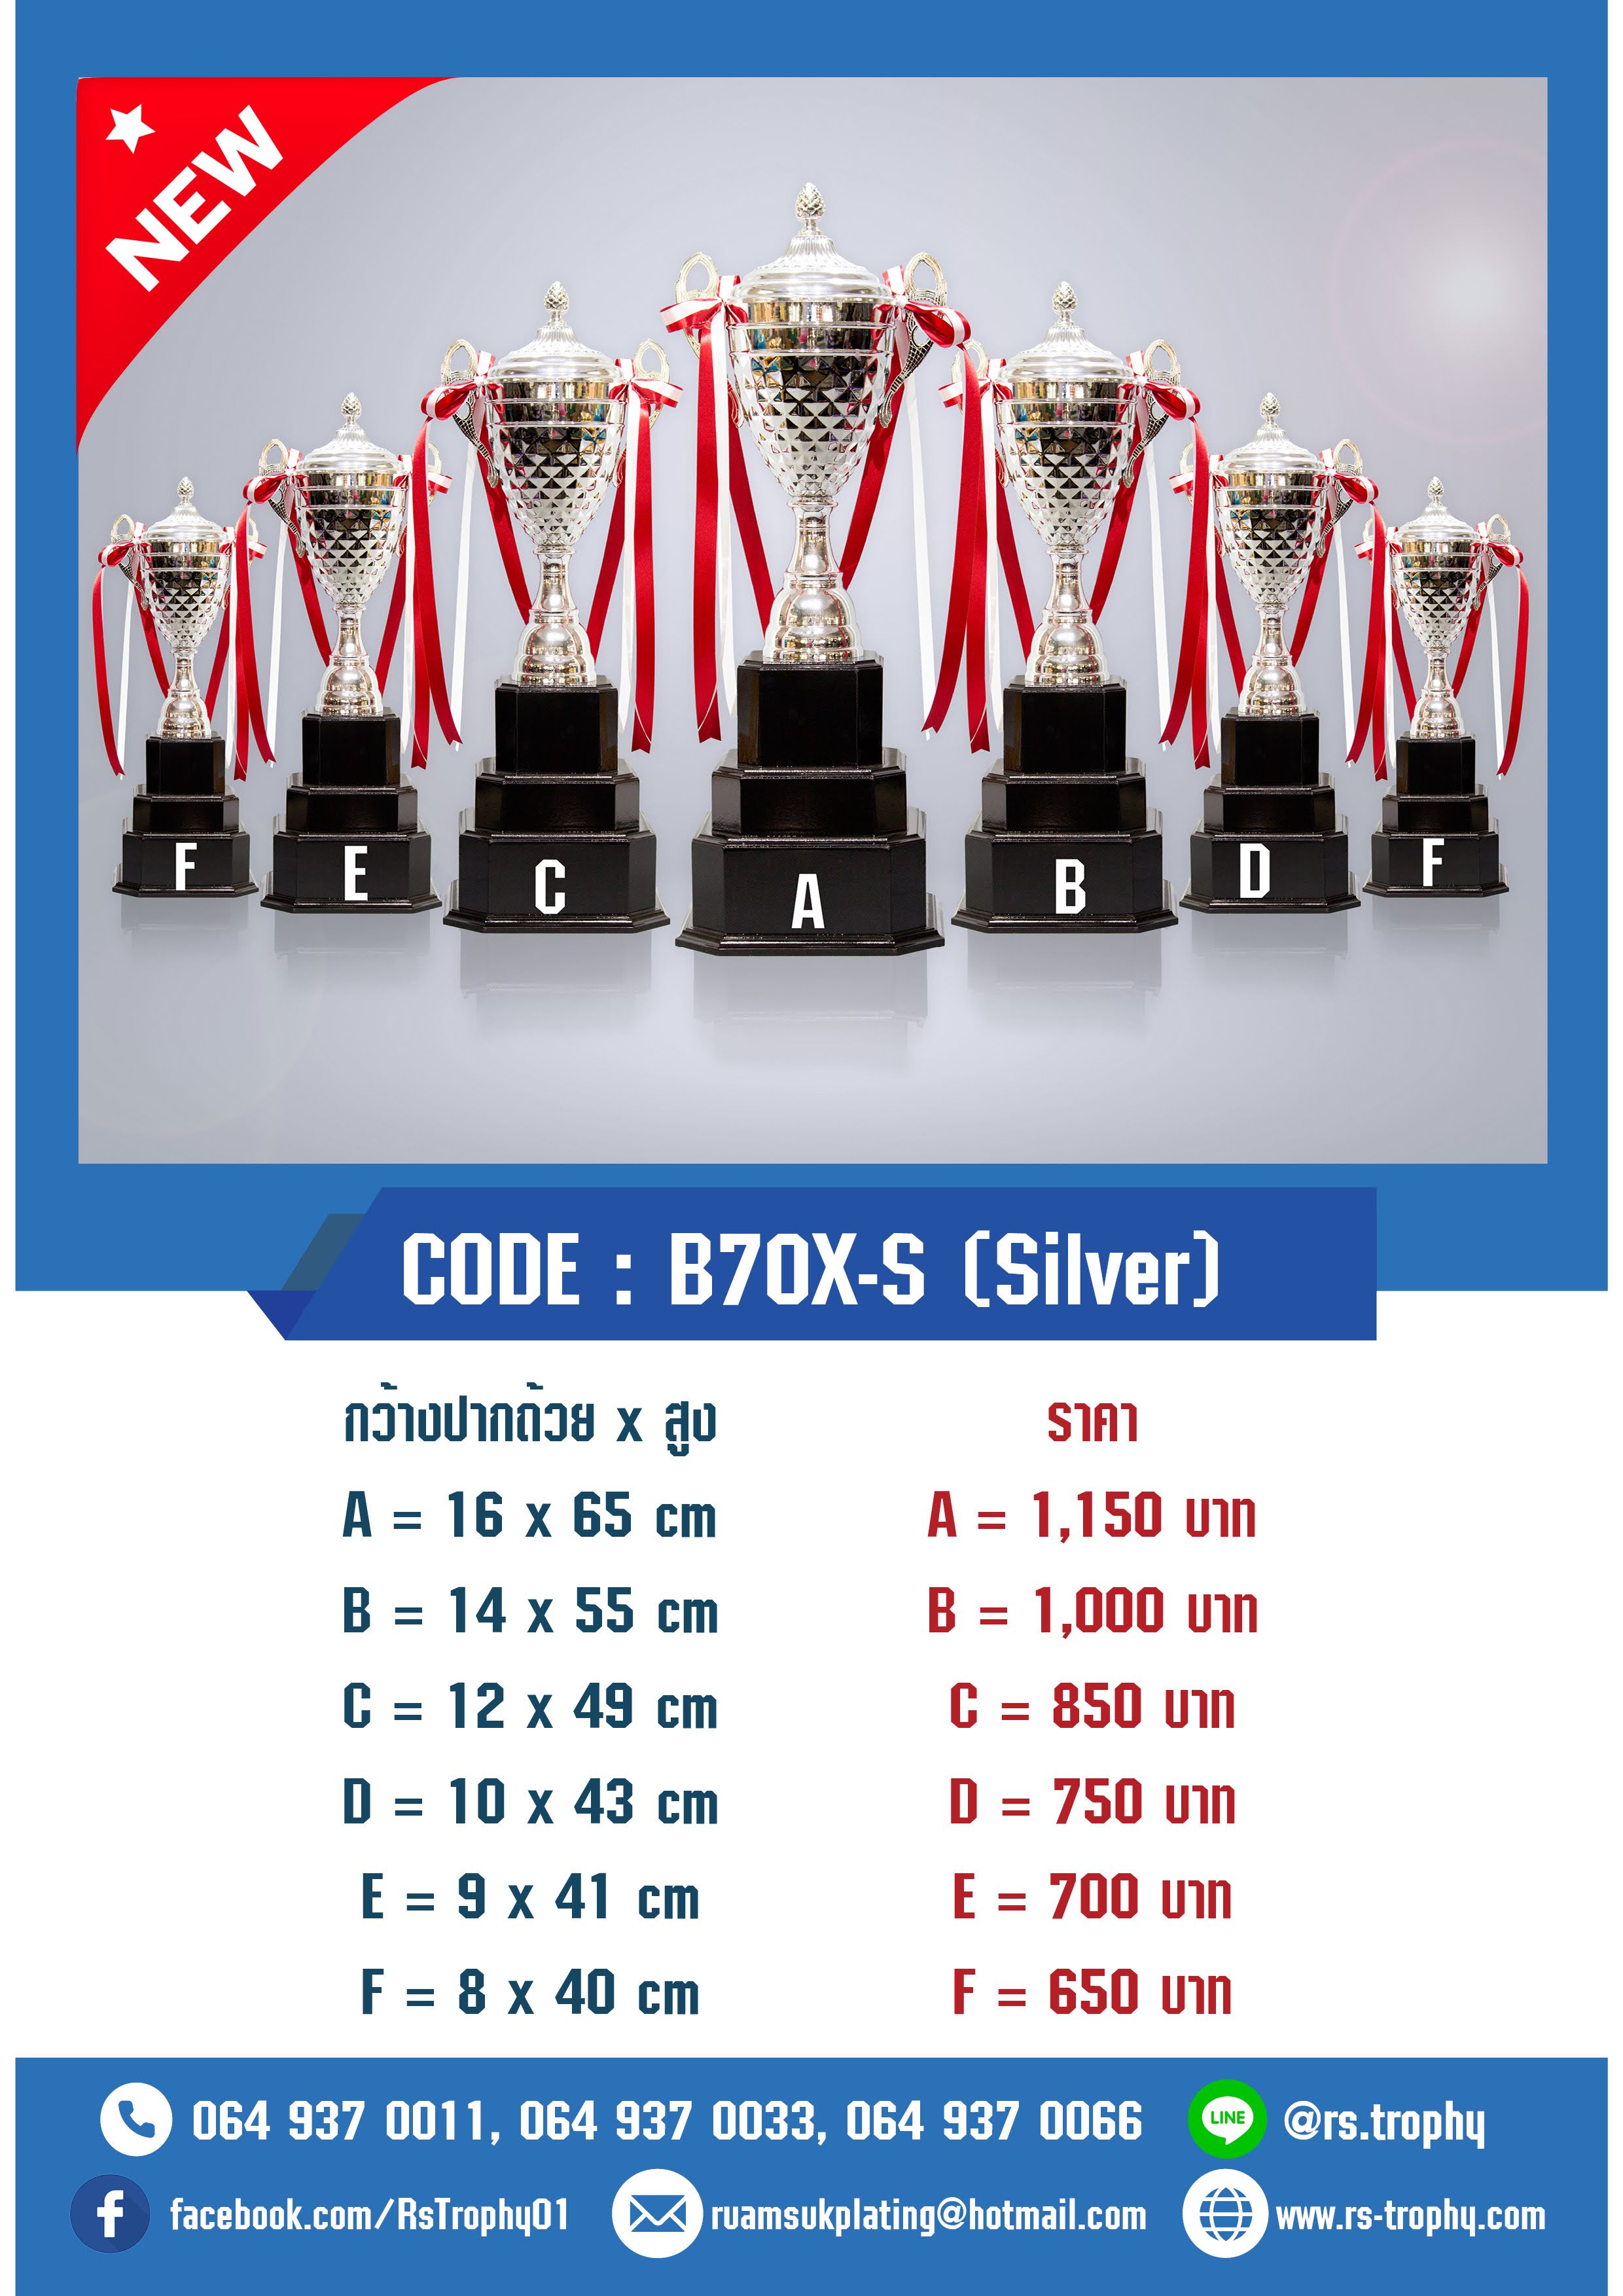 NEW
F E C A B D F
CODE : B70X-S (Silver)
กว้างปากถ้วย x สูง
ราคา
A = 16 x 65 cm
A = 1,150 บาท
B = 14 x 55 cm
B = 1,000 บาท
C = 12 x 49 cm
C = 850 บาท
D = 10 x 43 cm
D = 750 บาท
E = 9 x 41 cm
E = 700 บาท
F = 8 x 40 cm
F = 650 บาท
064 937 0011, 064 937 0033, 064 937 0066
LINE
@rs.trophy
f
facebook.com/RsTrophy01
ruamsukplating@hotmail.com
www.rs-trophy.com